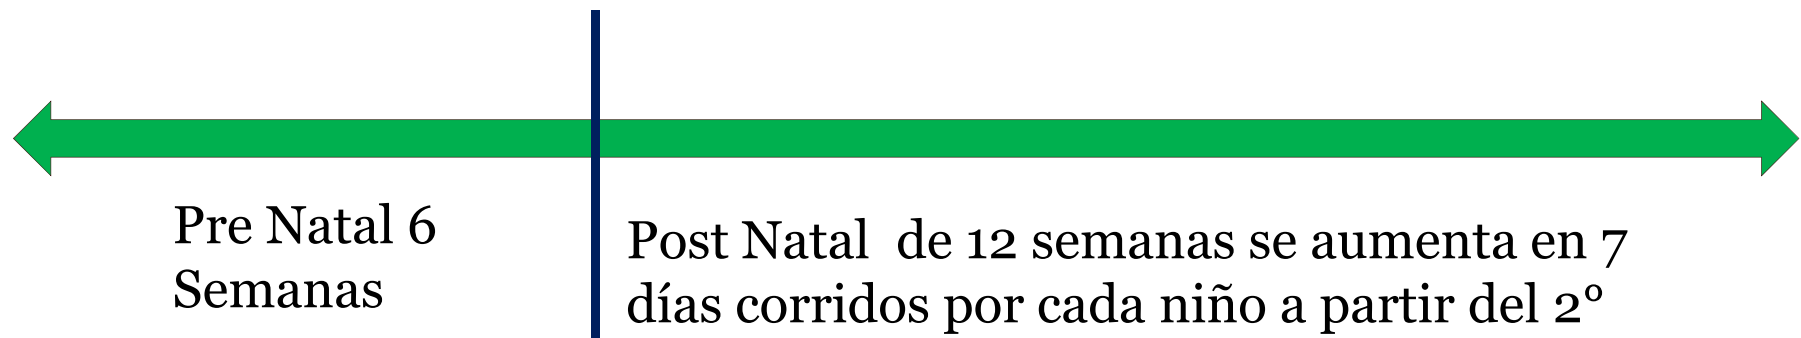 Pre Natal 6
Semanas
Post Natal  de 12 semanas se aumenta en 7
días corridos por cada niño a partir del 2°